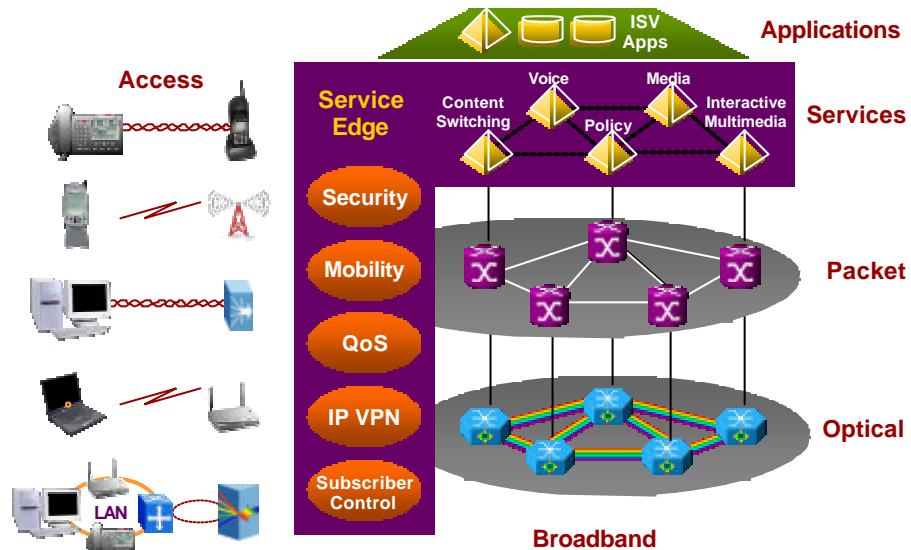 ISV
Apps
Applications
Access
Service
Edge
Voice
Media
Content
Switching
Policy
Interactive
Multimedia
Services
Security
Mobility
Packet
QoS
IP VPN
Optical
Subscriber
Control
LAN
Broadband